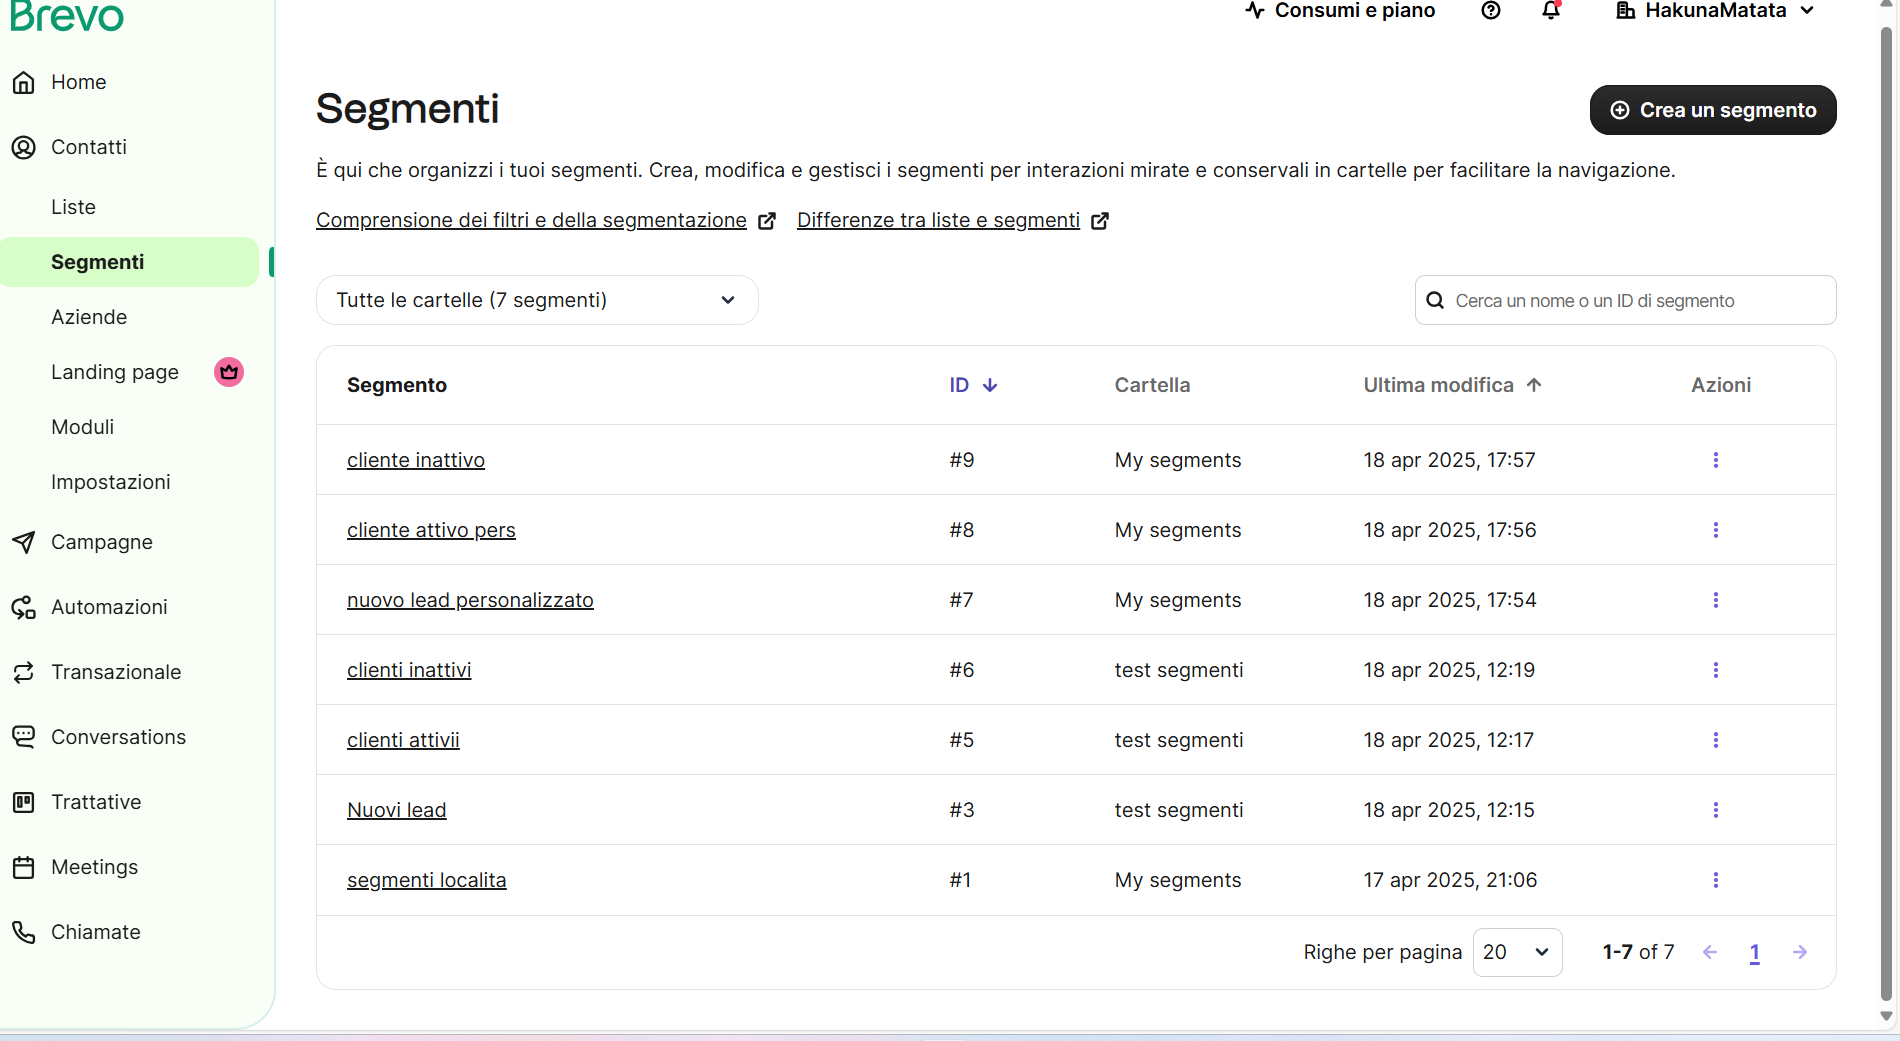 Brevo
Consumi e piano
HakunaMatata
Home
Contatti
Liste
Segmenti
Aziende
Landing page
Moduli
Impostazioni
Campagne
Automazioni
Transazionale
Conversations
Trattative
Meetings
Chiamate
Segmenti
Crea un segmento
È qui che organizzi i tuoi segmenti. Crea, modifica e gestisci i segmenti per interazioni mirate e conservali in cartelle per facilitare la navigazione.
Comprensione dei filtri e della segmentazione Differenze tra liste e segmenti
Tutte le cartelle (7 segmenti)
Cerca un nome o un ID di segmento
Segmento ID Cartella Ultima modifica Azioni
cliente inattivo #9 My segments 18 apr 2025, 17:57
cliente attivo pers #8 My segments 18 apr 2025, 17:56
nuovo lead personalizzato #7 My segments 18 apr 2025, 17:54
clienti inattivi #6 test segmenti 18 apr 2025, 12:19
clienti attivii #5 test segmenti 18 apr 2025, 12:17
Nuovi lead #3 test segmenti 18 apr 2025, 12:15
segmenti localita #1 My segments 17 apr 2025, 21:06
Righe per pagina 20 1-7 of 7 1